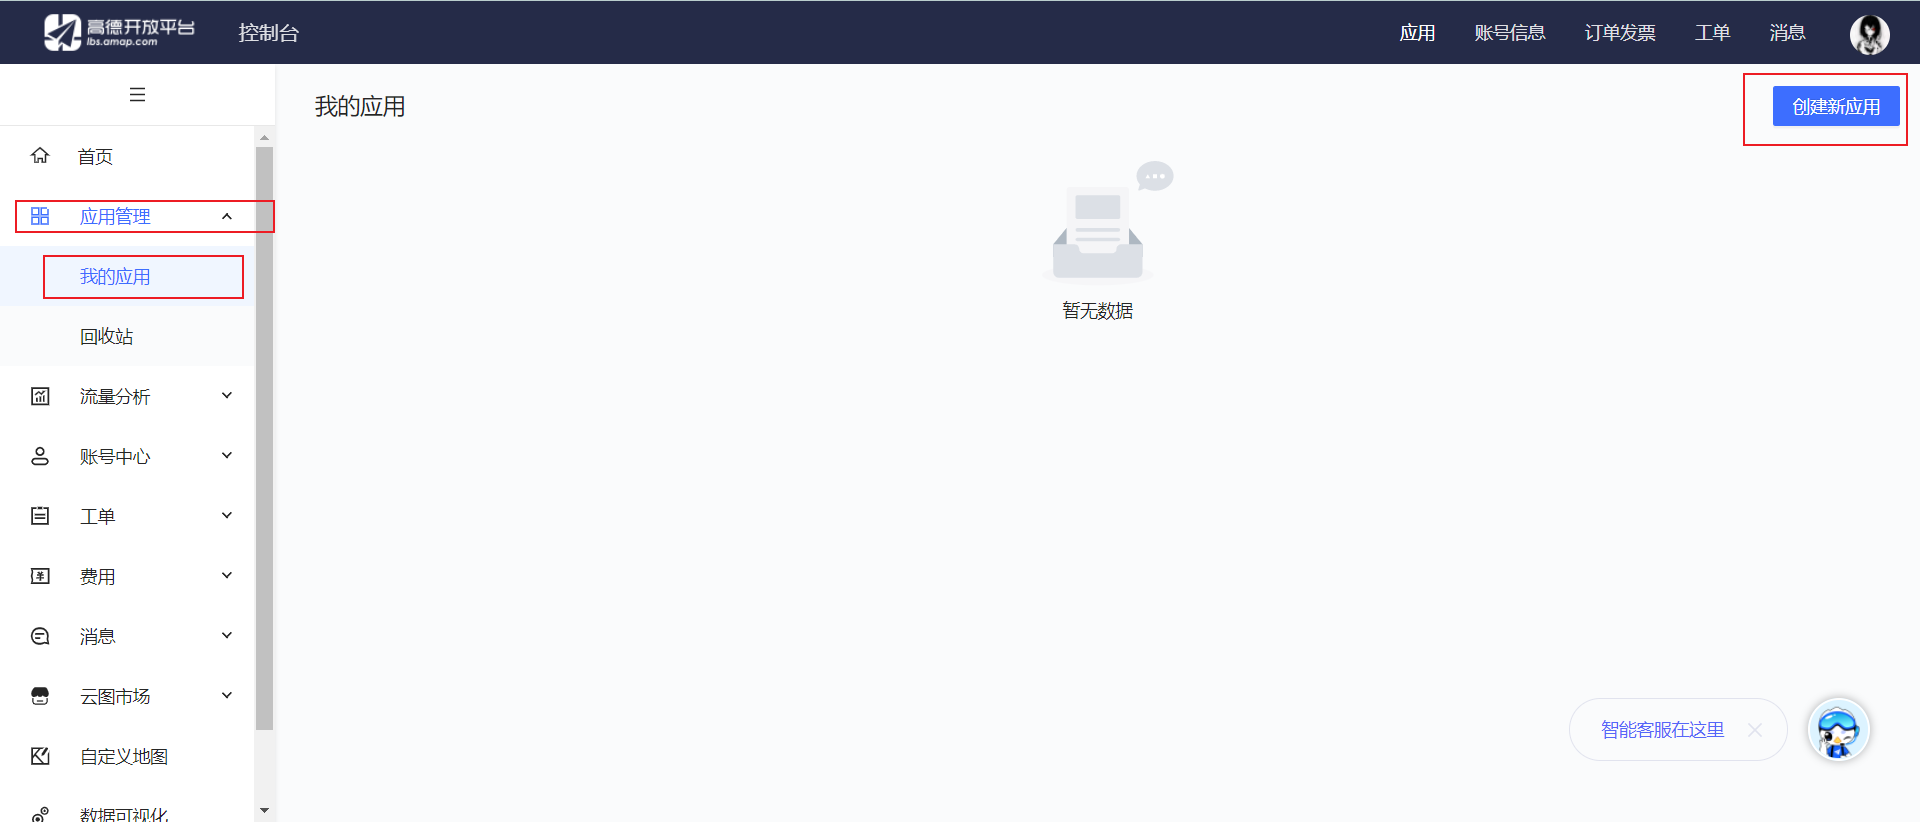 高德开放平台
lbs.amap.com
控制台
应用
账号信息
订单发票
工单
消息
首页
应用管理
我的应用
回收站
流量分析
账号中心
工单
费用
消息
云图市场
自定义地图
数据可视化
我的应用
创建新应用
暂无数据
智能客服在这里